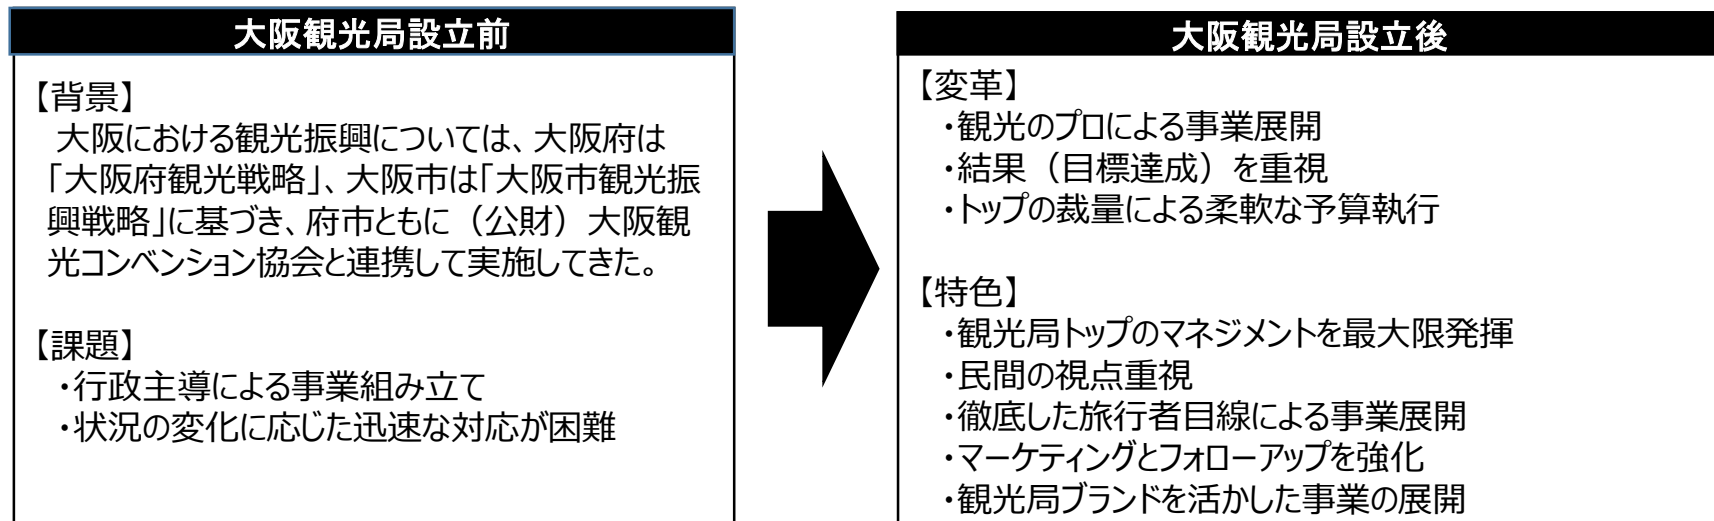 大阪観光局設立前
【背景】
大阪における観光振興については、大阪府は
「大阪府観光戦略」、大阪市は「大阪市観光振
興戦略」に基づき、府市ともに（公財）大阪観
光コンベンション協会と連携して実施してきた。
【課題】
・行政主導による事業組み立て
・状況の変化に応じた迅速な対応が困難
大阪観光局設立後
【変革】
・観光のプロによる事業展開
・結果（目標達成）を重視
・トップの裁量による柔軟な予算執行
【特色】
・観光局トップのマネジメントを最大限発揮
・民間の視点重視
・徹底した旅行者目線による事業展開
・マーケティングとフォローアップを強化
・観光局ブランドを活かした事業の展開